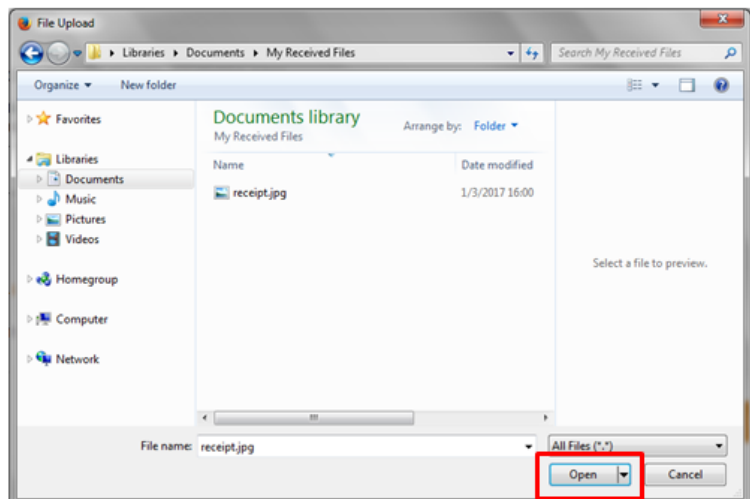 File Upload
Libraries Documents My Received Files
Search My Received Files
Organize New folder
Favorites
Libraries
Documents
Music
Pictures
Videos
Homegroup
Computer
Network
Documents library
My Received Files
Arrange by: Folder
Name Date modified
receipt.jpg 1/3/2017 16:00
Select a file to preview.
File name: receipt.jpg All Files (*.*)
Open Cancel